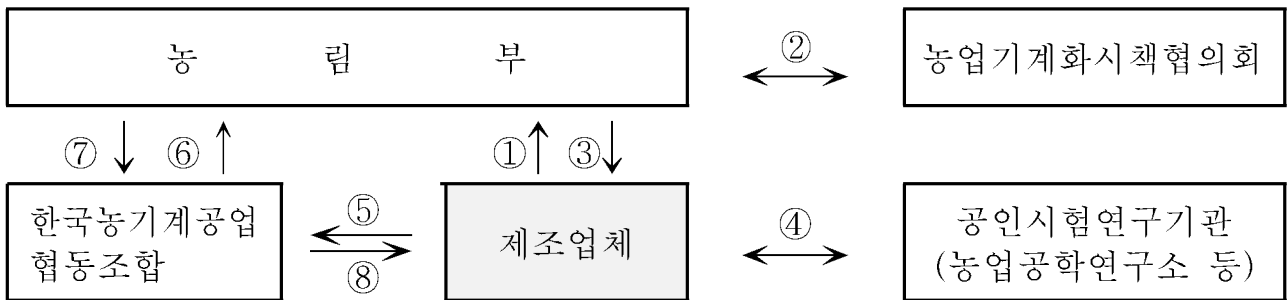 농 림 부
②
농업기계화시책협의회
⑦
⑥
①
③
한국농기계공업
협동조합
⑤
⑧
제조업체
④
공인시험연구기관
(농업공학연구소 등)